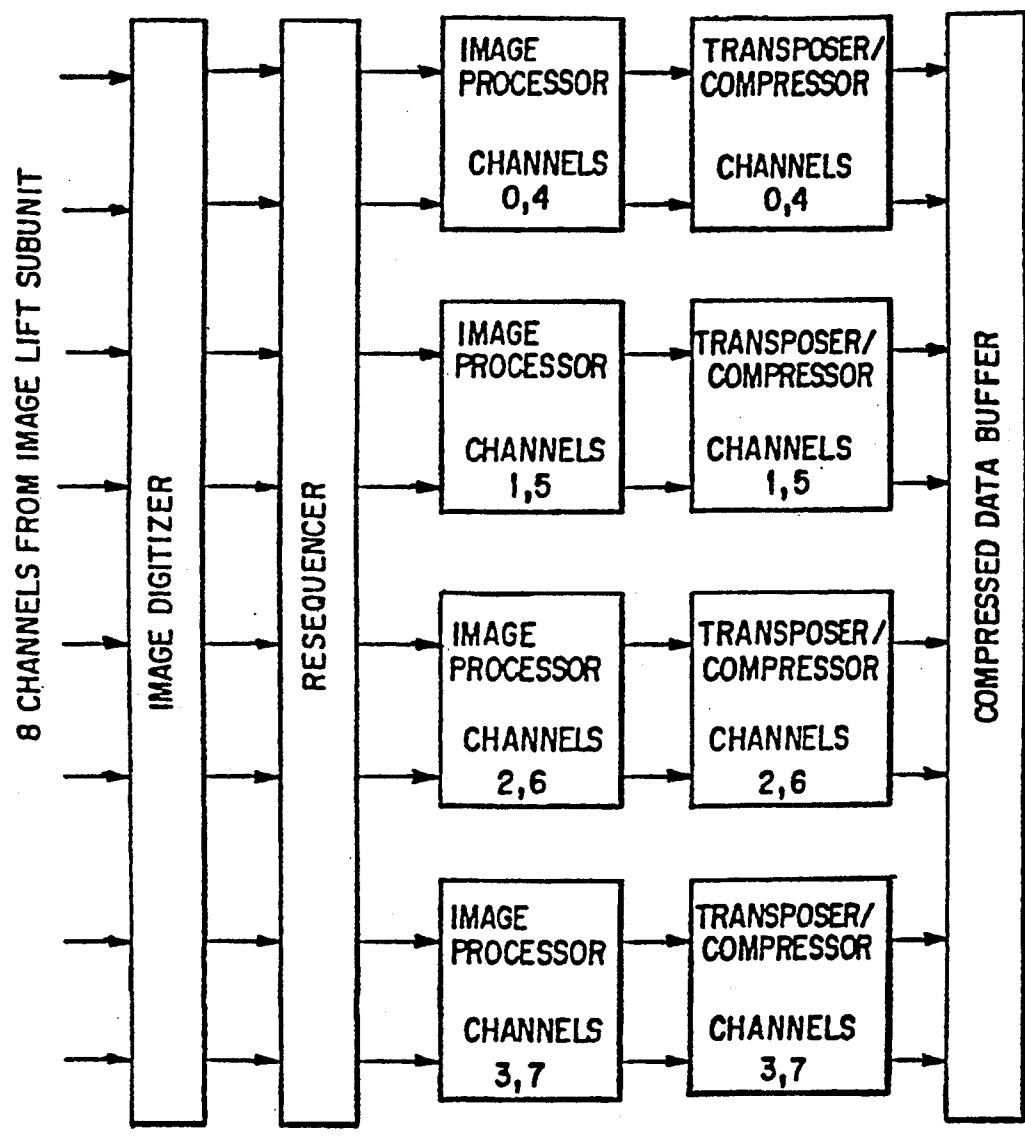 8 CHANNELS FROM IMAGE LIFT SUBUNIT
IMAGE DIGITIZER
RESEQUENCER
IMAGE
PROCESSOR
CHANNELS
0,4
TRANSPOSER/
COMPRESSOR
CHANNELS
0,4
IMAGE
PROCESSOR
CHANNELS
1,5
TRANSPOSER/
COMPRESSOR
CHANNELS
1,5
IMAGE
PROCESSOR
CHANNELS
2,6
TRANSPOSER/
COMPRESSOR
CHANNELS
2,6
IMAGE
PROCESSOR
CHANNELS
3,7
TRANSPOSER/
COMPRESSOR
CHANNELS
3,7
COMPRESSED DATA BUFFER